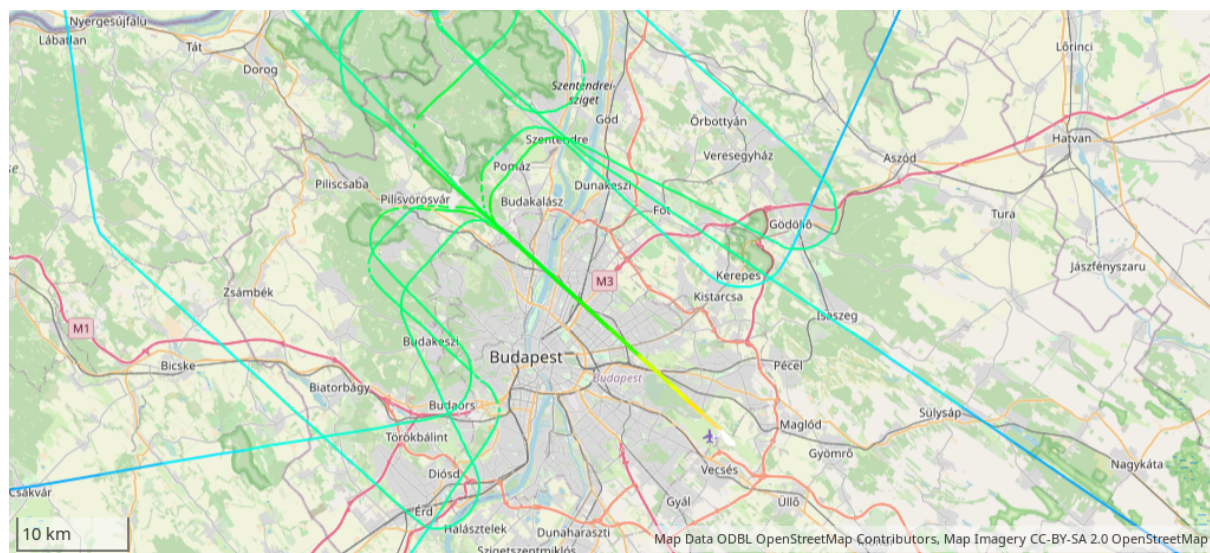 Nyergesújfalu
Lábatlan
Tát
Dorog
Lőrinci
Szentendrei-
sziget
Göd
Őrbottyán
Hatvan
Szentendre
Veresegyház
Aszód
Pomáz
Piliscsaba
Dunakeszi
Pilisvörösvár
Budakalász
Fót
Tura
Gödöllő
Jászfényszaru
Kerepes
M3
Zsámbék
Kistarcsa
Isaszeg
M1
Budakeszi
Budapest
Bicske
Pécel
Budapest
Biatorbágy
Budaörs
Sülysáp
Maglód
Törökbálint
Gyömrő
Nagykáta
Diósd
Vecsés
Csákvár
Gyál
Üllő
Érd
Halásztelek
Dunaharaszti
10 km
Szigetszentmiklós
Map Data ODBL OpenStreetMap Contributors, Map Imagery CC-BY-SA 2.0 OpenStreetMap